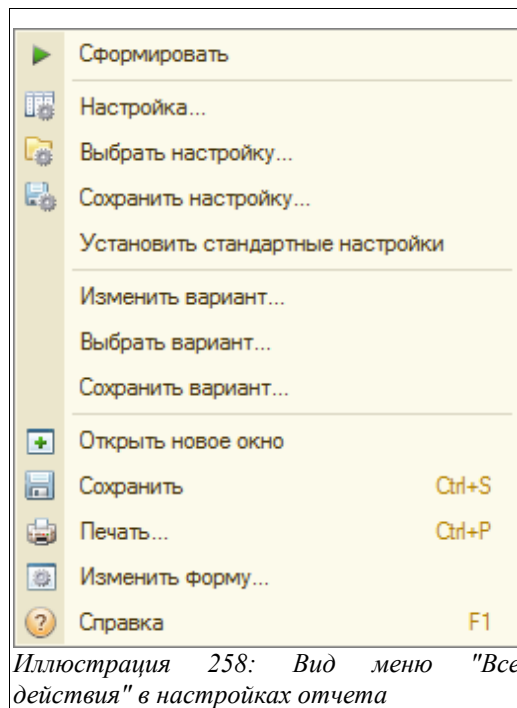 Сформировать
Настройка...
Выбрать настройку...
Сохранить настройку...
Установить стандартные настройки
Изменить вариант...
Выбрать вариант...
Сохранить вариант...
Открыть новое окно
Сохранить Ctrl+S
Печать... Ctrl+P
Изменить форму...
Справка F1
Иллюстрация 258: Вид меню "Все
действия" в настройках отчета